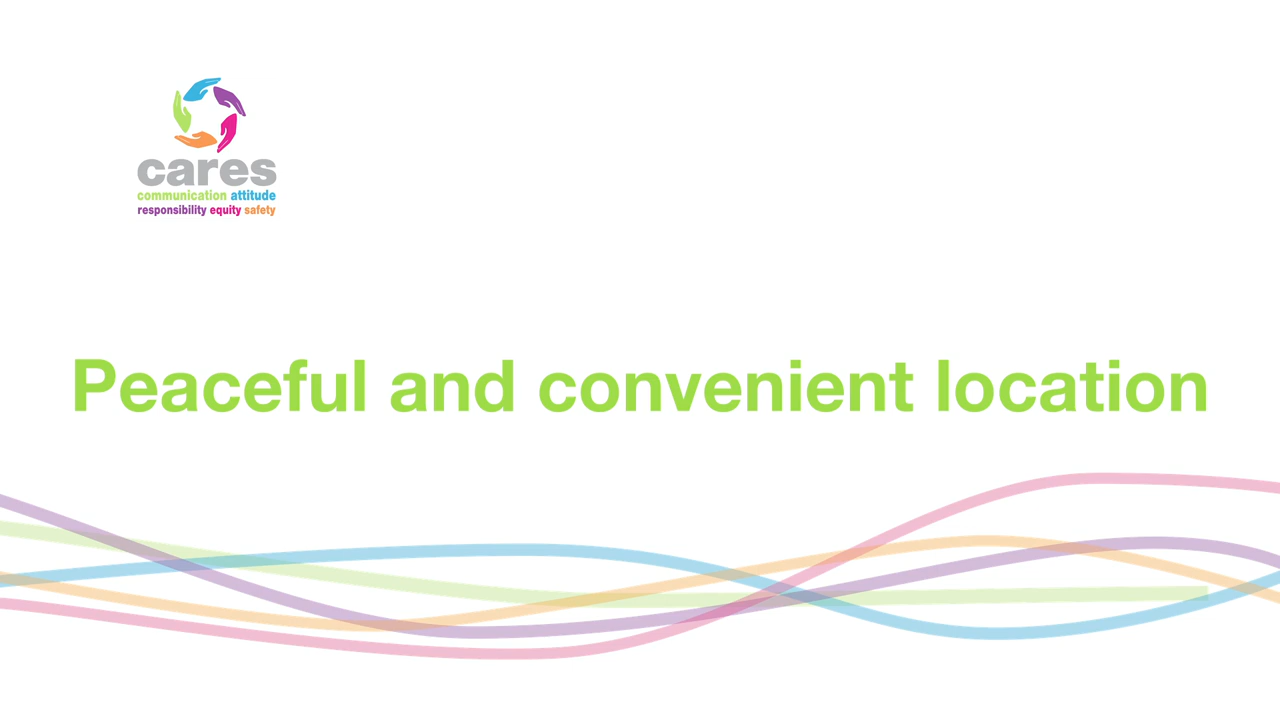 cares
communication attitude
responsibility equity safety
Peaceful and convenient location